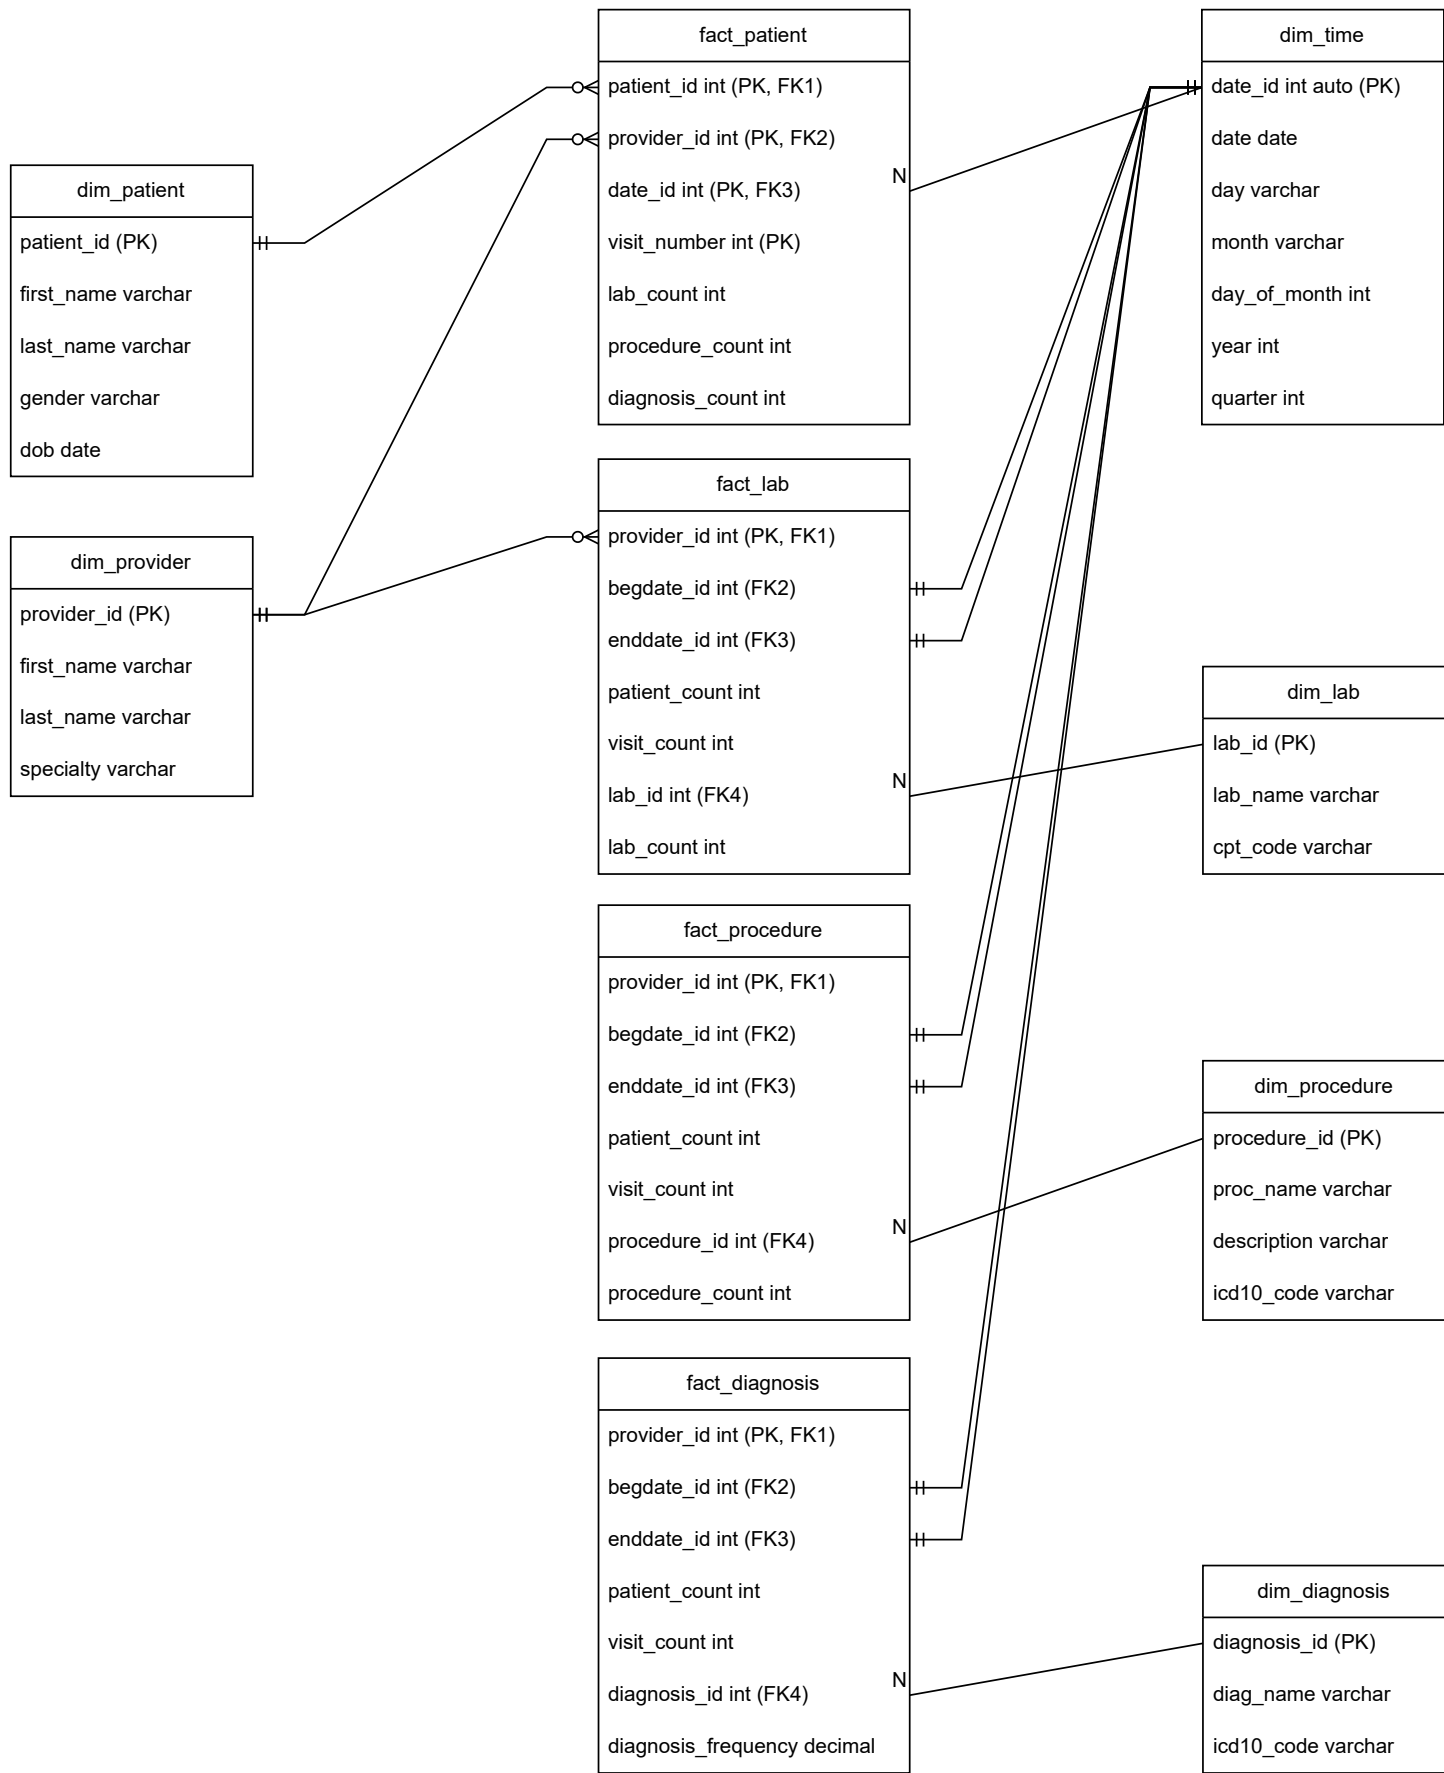 fact_patient
patient_id int (PK, FK1)
provider_id int (PK, FK2)
date_id int (PK, FK3)
N
visit_number int (PK)
lab_count int
procedure_count int
diagnosis_count int
dim_time
date_id int auto (PK)
date date
day varchar
month varchar
day_of_month int
year int
quarter int
dim_patient
patient_id (PK)
first_name varchar
last_name varchar
gender varchar
dob date
dim_provider
provider_id (PK)
first_name varchar
last_name varchar
specialty varchar
fact_lab
provider_id int (PK, FK1)
begdate_id int (FK2)
enddate_id int (FK3)
patient_count int
visit_count int
N
lab_id int (FK4)
lab_count int
dim_lab
lab_id (PK)
lab_name varchar
cpt_code varchar
fact_procedure
provider_id int (PK, FK1)
begdate_id int (FK2)
enddate_id int (FK3)
patient_count int
visit_count int
N
procedure_id int (FK4)
procedure_count int
dim_procedure
procedure_id (PK)
proc_name varchar
description varchar
icd10_code varchar
fact_diagnosis
provider_id int (PK, FK1)
begdate_id int (FK2)
enddate_id int (FK3)
patient_count int
visit_count int
N
diagnosis_id int (FK4)
diagnosis_frequency decimal
dim_diagnosis
diagnosis_id (PK)
diag_name varchar
icd10_code varchar